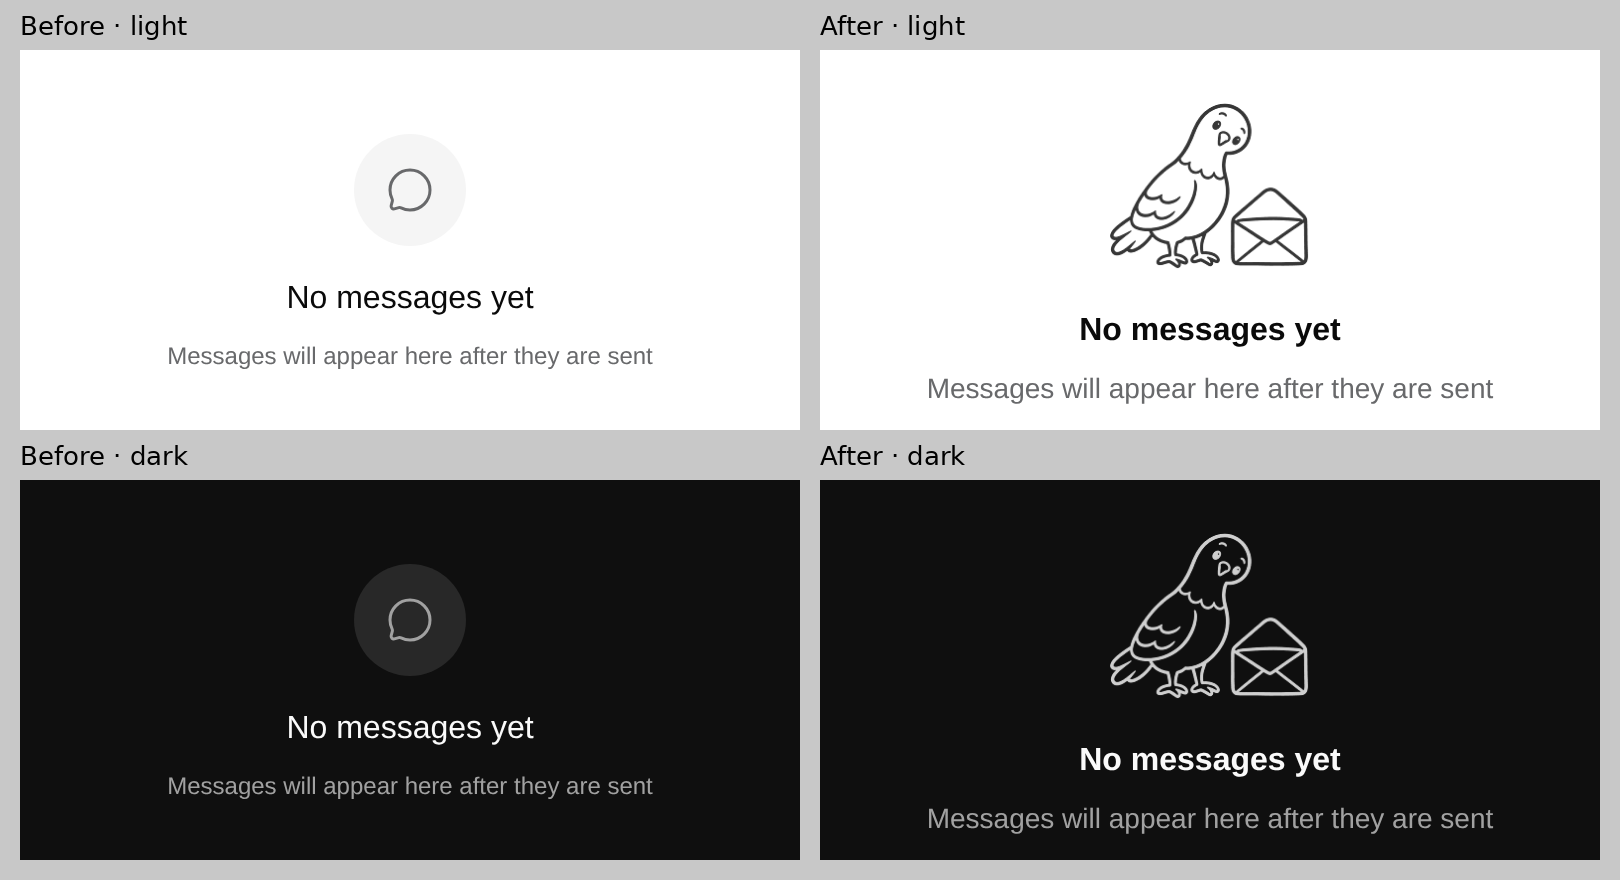 Before · light
After · light
No messages yet
Messages will appear here after they are sent
No messages yet
Messages will appear here after they are sent
Before · dark
After · dark
No messages yet
Messages will appear here after they are sent
No messages yet
Messages will appear here after they are sent